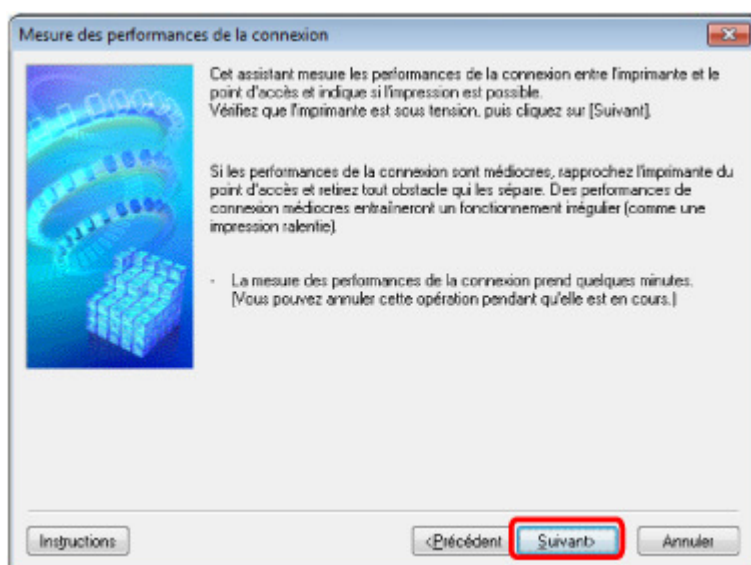 Mesure des performances de la connexion
Cet assistant mesure les performances de la connexion entre l'imprimante et le
point d'accès et indique si l'impression est possible.
Vérifiez que l'imprimante est sous tension, puis cliquez sur [Suivant].
Si les performances de la connexion sont médiocres, rapprochez l'imprimante du
point d'accès et retirez tout obstacle qui les sépare. Des performances de
connexion médiocres entraîneront un fonctionnement irrégulier (comme une
impression ralentie).
- La mesure des performances de la connexion prend quelques minutes.
(Vous pouvez annuler cette opération pendant qu'elle est en cours.)
Instructions
<Précédent
Suivant>
Annuler